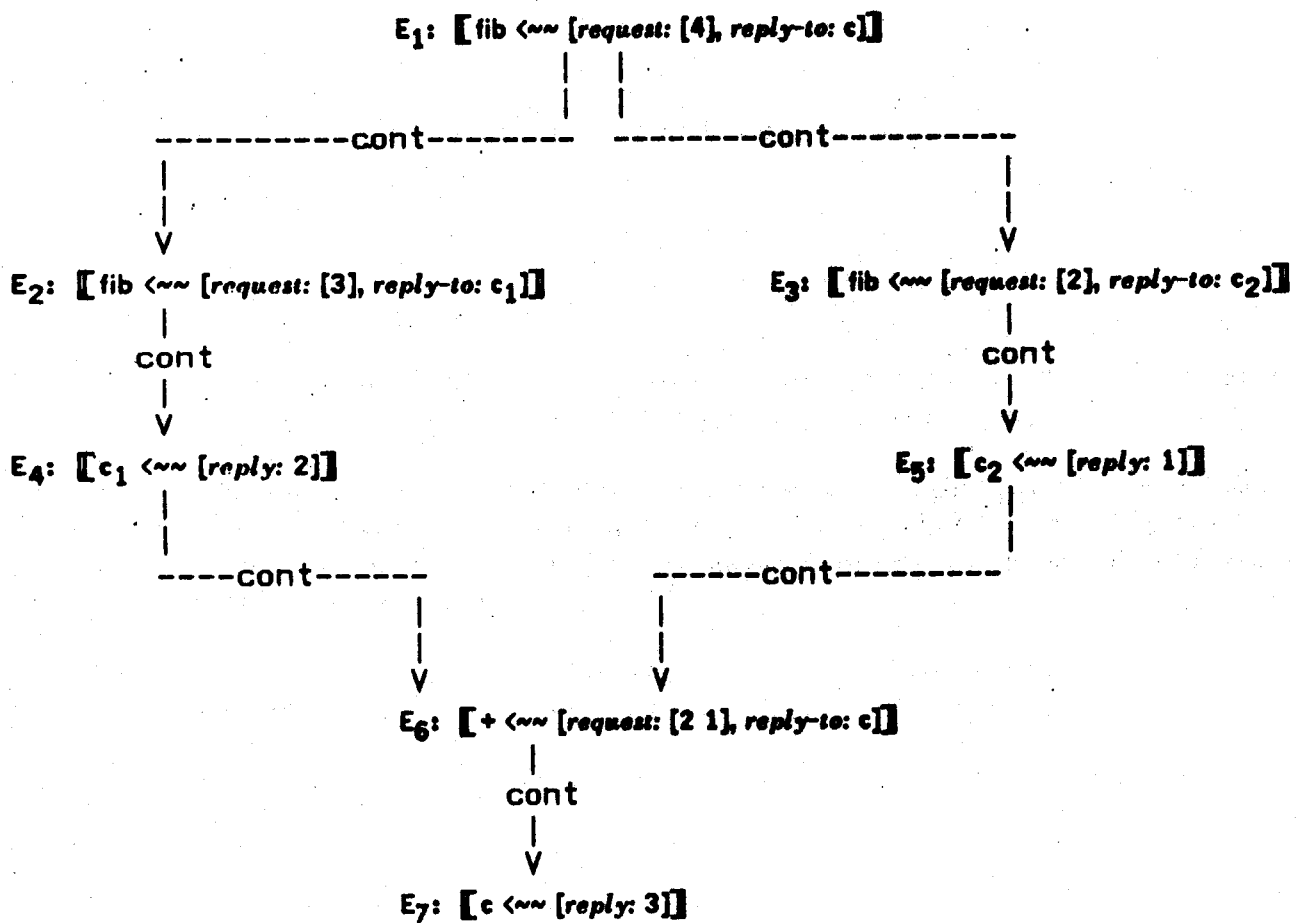 E₁: ⟦fib <~~ [request: [4], reply-to: c]⟧
cont cont
E₂: ⟦fib <~~ [request: [3], reply-to: c₁]⟧ E₃: ⟦fib <~~ [request: [2], reply-to: c₂]⟧
cont cont
E₄: ⟦c₁ <~~ [reply: 2]⟧ E₅: ⟦c₂ <~~ [reply: 1]⟧
cont cont
E₆: ⟦+ <~~ [request: [2 1], reply-to: c]⟧
cont
E₇: ⟦c <~~ [reply: 3]⟧